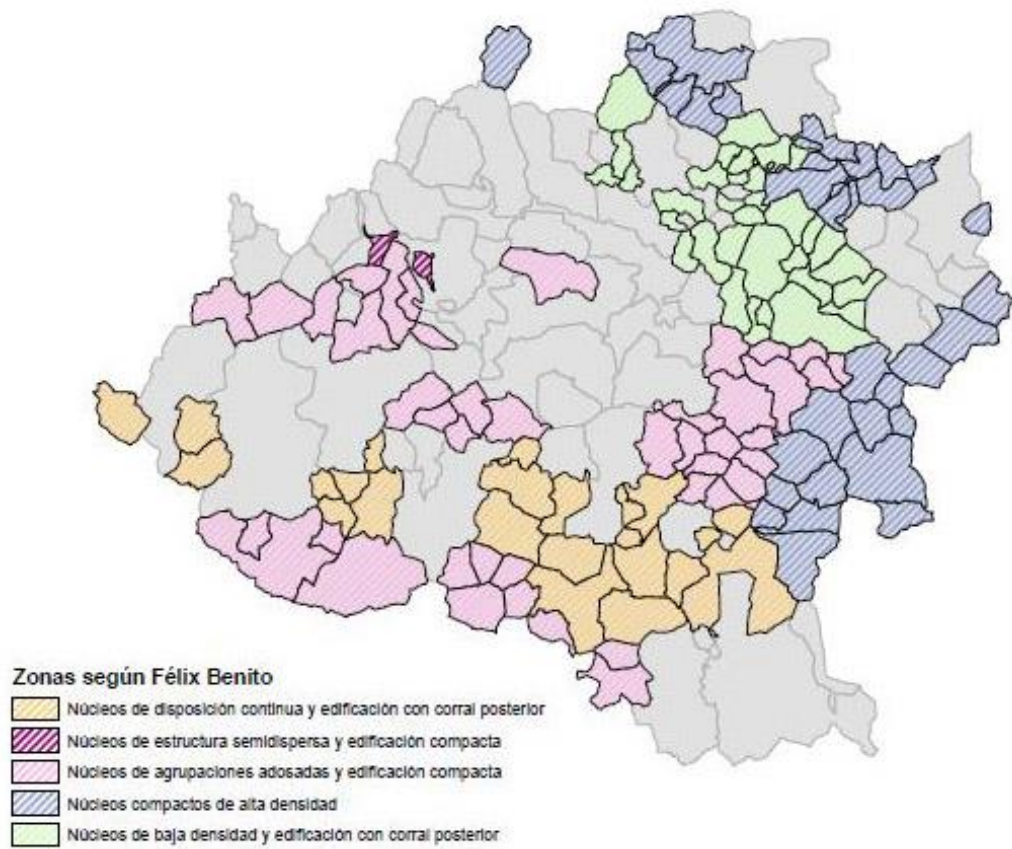 Zonas según Félix Benito
Núcleos de disposición continua y edificación con corral posterior
Núcleos de estructura semidispersa y edificación compacta
Núcleos de agrupaciones adosadas y edificación compacta
Núcleos compactos de alta densidad
Núcleos de baja densidad y edificación con corral posterior